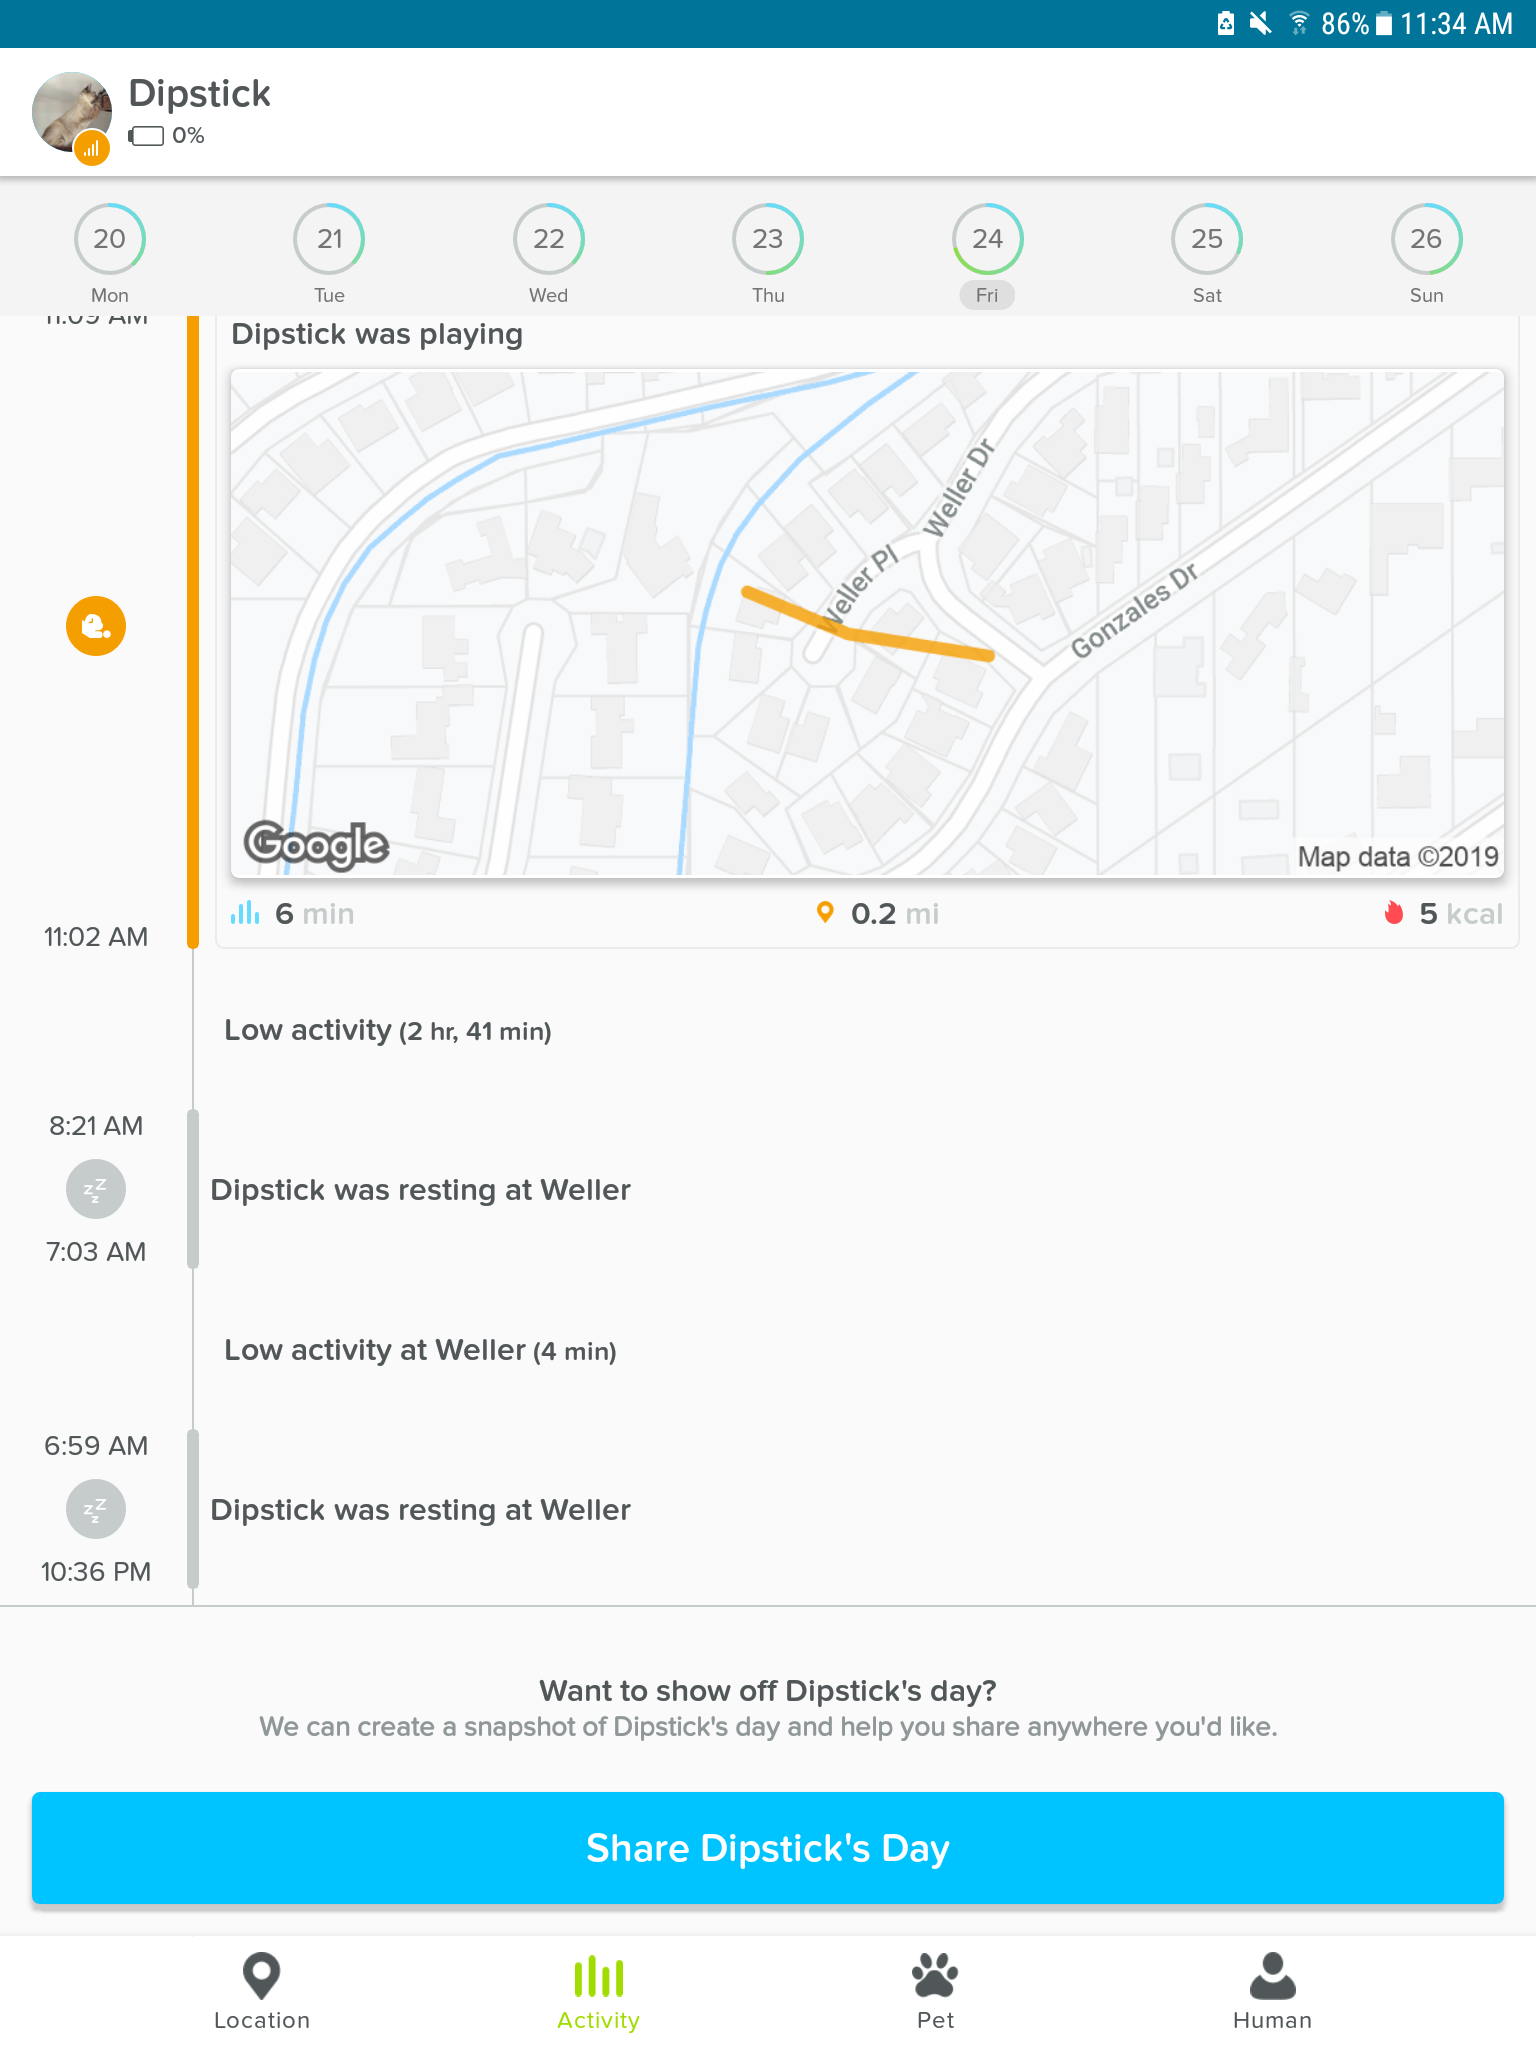 86% 11:34 AM
Dipstick
0%
20 21 22 23 24 25 26
Mon Tue Wed Thu Fri Sat Sun
11:09 AM
Dipstick was playing
Weller Dr
Weller Pl
Gonzales Dr
Google
Map data ©2019
6 min 0.2 mi 5 kcal
11:02 AM
Low activity (2 hr, 41 min)
8:21 AM
zzz
Dipstick was resting at Weller
7:03 AM
Low activity at Weller (4 min)
6:59 AM
zzz
Dipstick was resting at Weller
10:36 PM
Want to show off Dipstick's day?
We can create a snapshot of Dipstick's day and help you share anywhere you'd like.
Share Dipstick's Day
Location Activity Pet Human